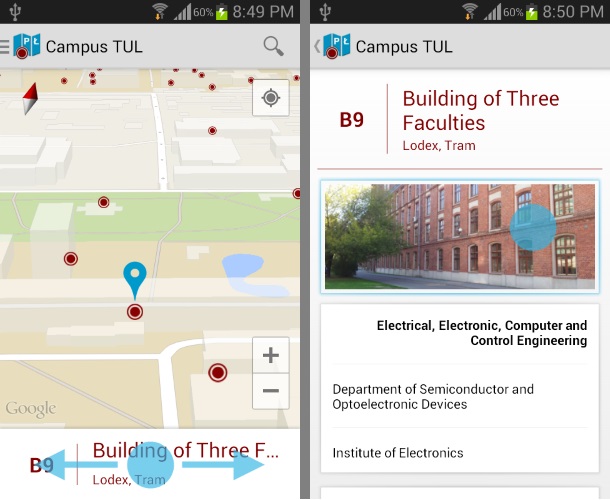 60% 8:49 PM
PŁ
Campus TUL
Google
+
−
B9
Building of Three F...
Lodex, Tram
60% 8:50 PM
PŁ
Campus TUL
B9
Building of Three
Faculties
Lodex, Tram
Electrical, Electronic, Computer and
Control Engineering
Department of Semiconductor and
Optoelectronic Devices
Institute of Electronics